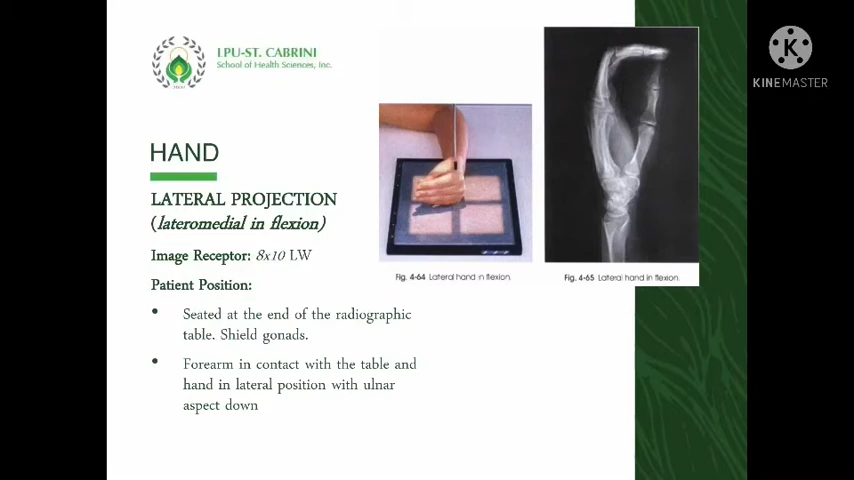 LPU-ST. CABRINI
School of Health Sciences, Inc.
HAND
LATERAL PROJECTION
(lateromedial in flexion)
Image Receptor: 8x10 LW
Patient Position:
• Seated at the end of the radiographic
table. Shield gonads.
• Forearm in contact with the table and
hand in lateral position with ulnar
aspect down
Fig. 4-64 Lateral hand in flexion.
Fig. 4-65 Lateral hand in flexion.
K
KINEMASTER